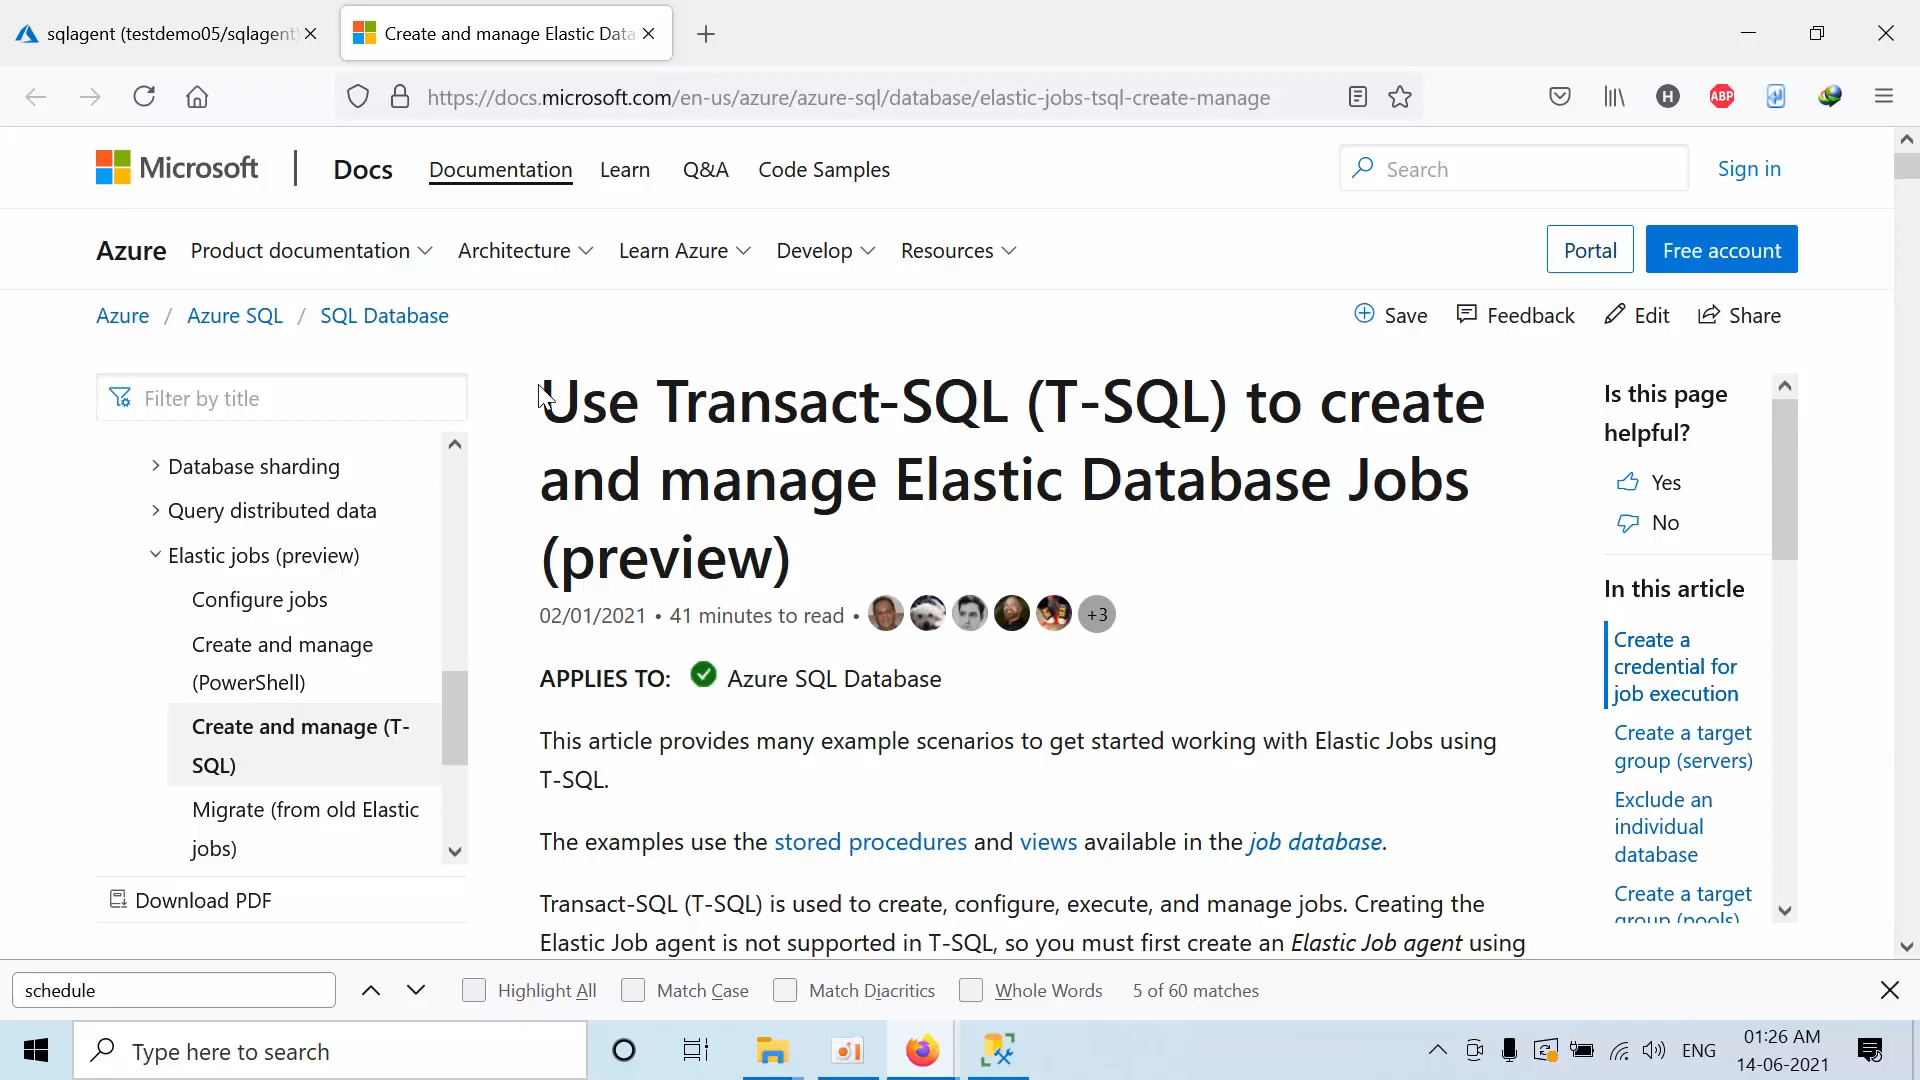 sqlagent (testdemo05/sqlagent)
Create and manage Elastic Data
https://docs.microsoft.com/en-us/azure/azure-sql/database/elastic-jobs-tsql-create-manage
H
ABP
Microsoft
Docs
Documentation
Learn
Q&A
Code Samples
Search
Sign in
Azure
Product documentation
Architecture
Learn Azure
Develop
Resources
Portal
Free account
Azure / Azure SQL / SQL Database
Save
Feedback
Edit
Share
Filter by title
Database sharding
Query distributed data
Elastic jobs (preview)
Configure jobs
Create and manage
(PowerShell)
Create and manage (T-
SQL)
Migrate (from old Elastic
jobs)
Download PDF
Use Transact-SQL (T-SQL) to create
and manage Elastic Database Jobs
(preview)
02/01/2021 • 41 minutes to read •
+3
APPLIES TO: Azure SQL Database
This article provides many example scenarios to get started working with Elastic Jobs using
T-SQL.
The examples use the stored procedures and views available in the job database.
Transact-SQL (T-SQL) is used to create, configure, execute, and manage jobs. Creating the
Elastic Job agent is not supported in T-SQL, so you must first create an Elastic Job agent using
Is this page
helpful?
Yes
No
In this article
Create a
credential for
job execution
Create a target
group (servers)
Exclude an
individual
database
Create a target
group (pools)
schedule
Highlight All
Match Case
Match Diacritics
Whole Words
5 of 60 matches
Type here to search
ENG
01:26 AM
14-06-2021